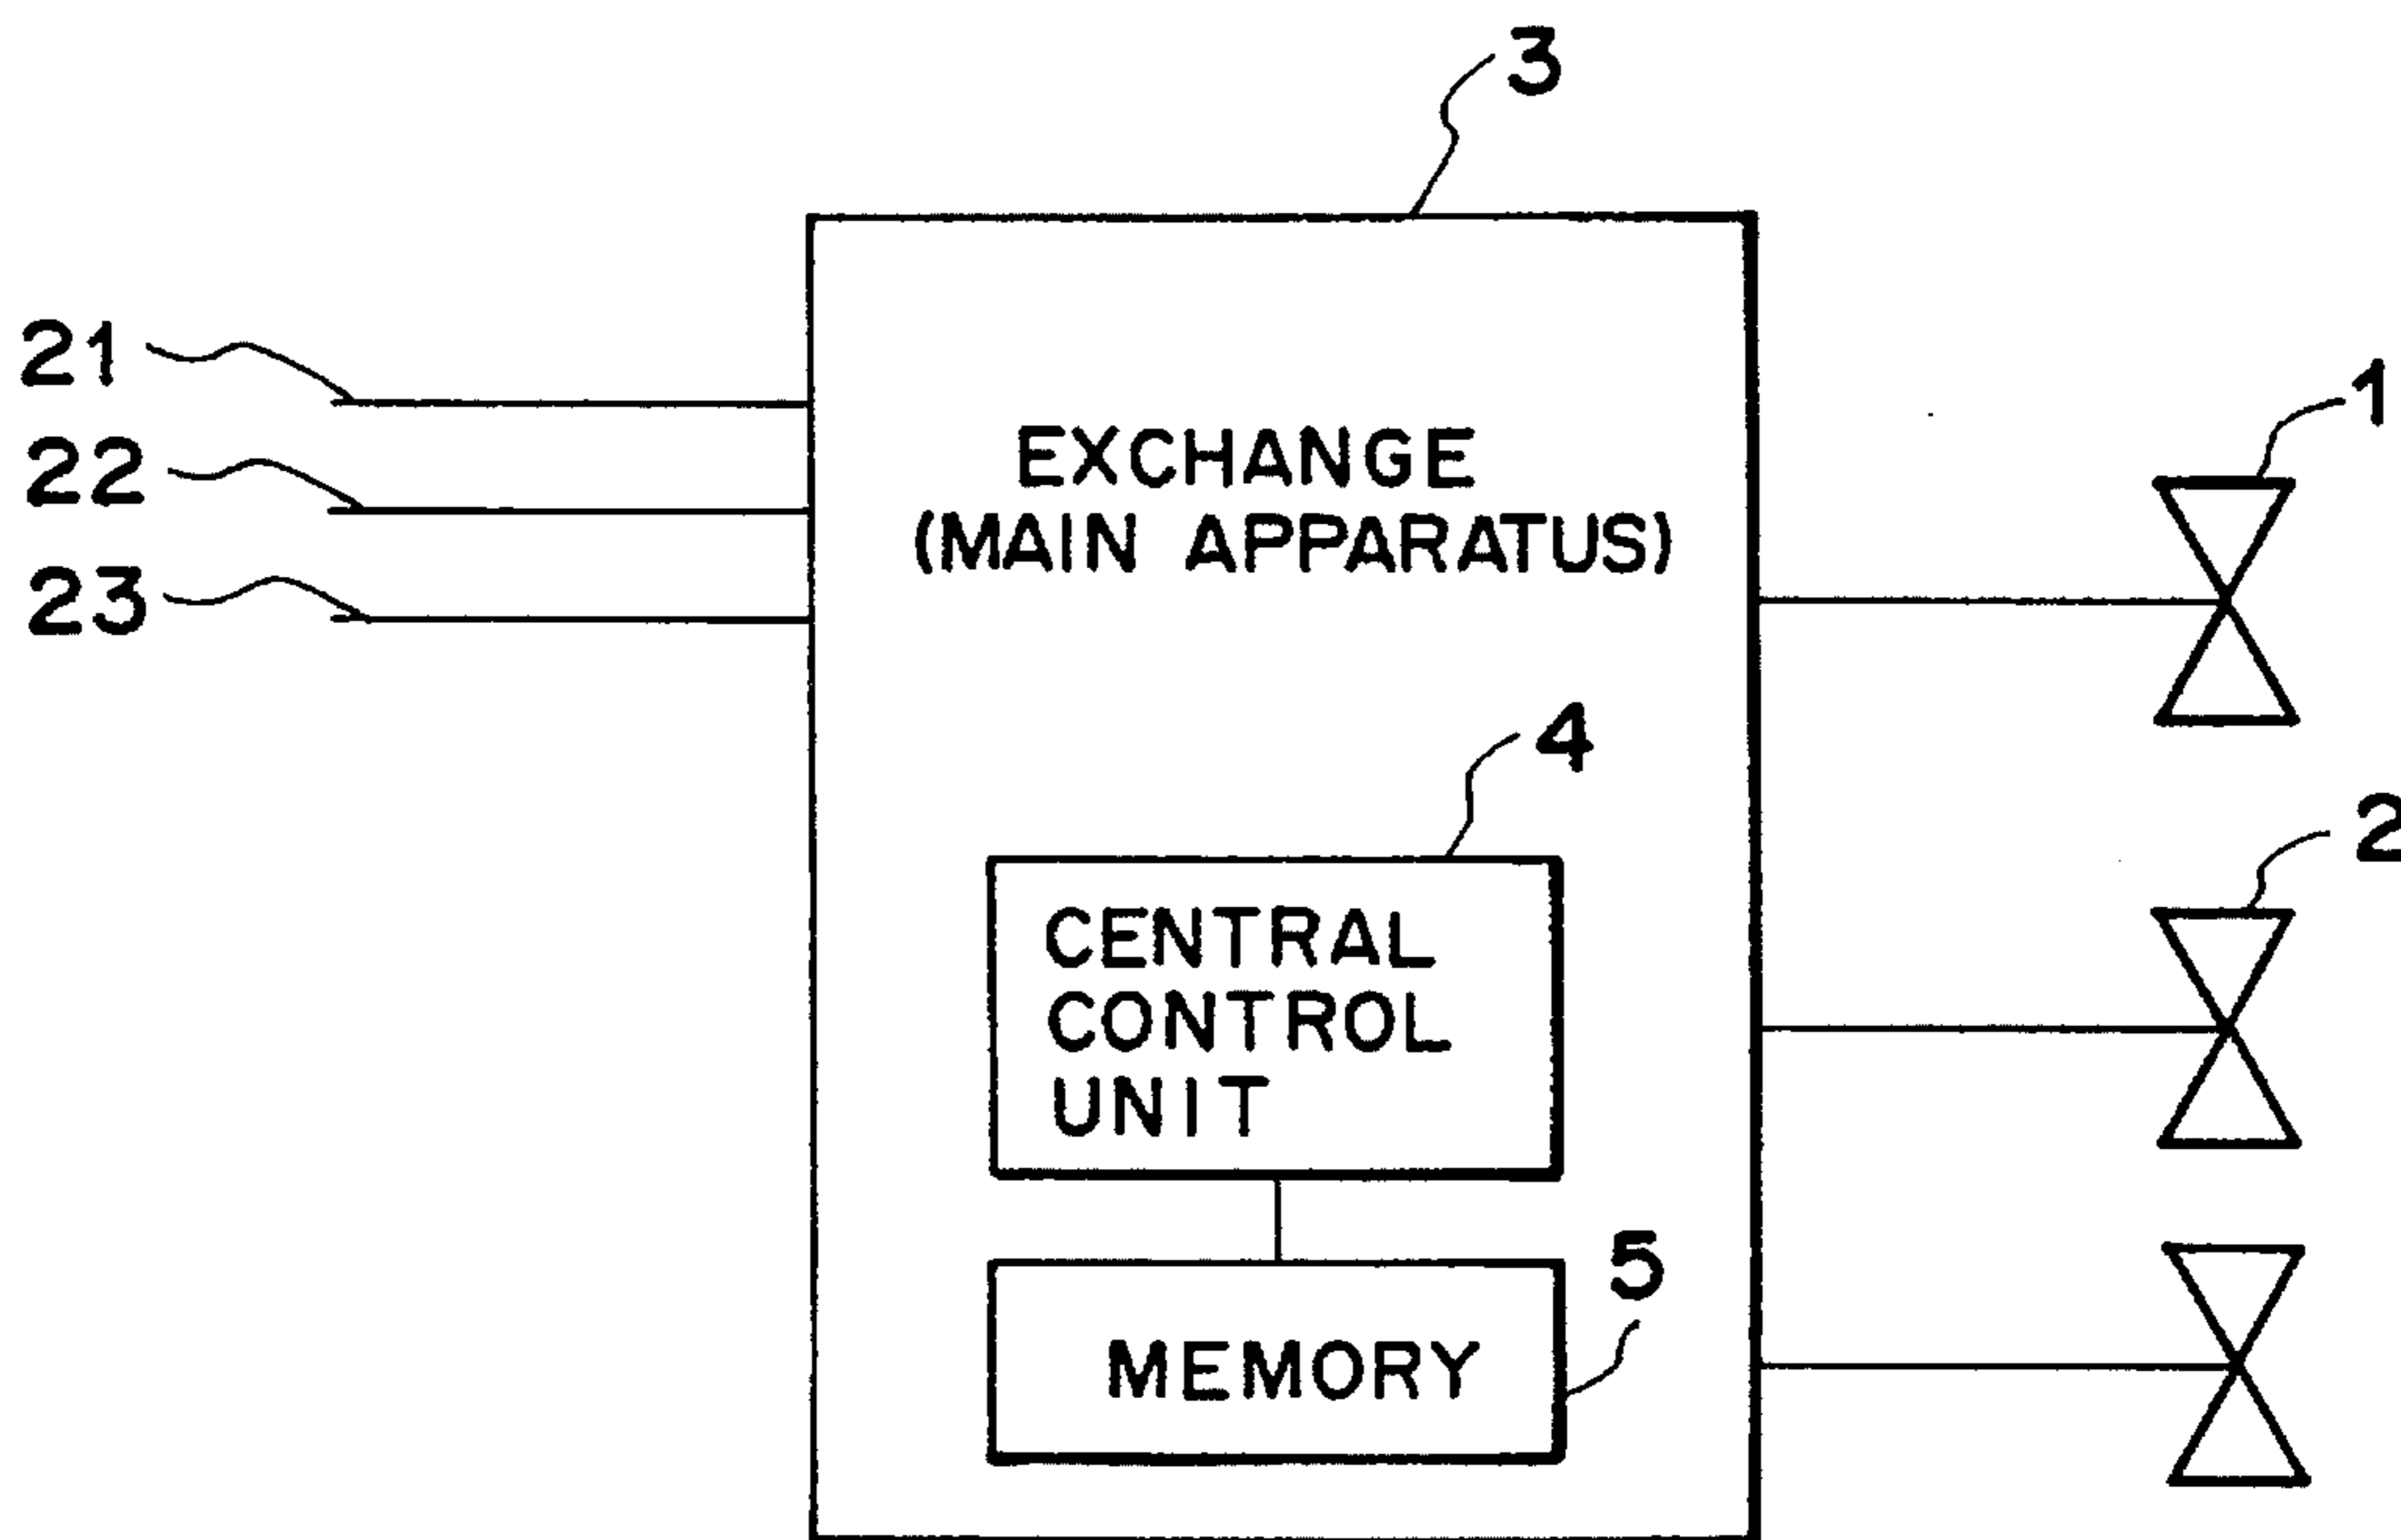 3
21
22
23
EXCHANGE
(MAIN APPARATUS)
1
4
2
CENTRAL
CONTROL
UNIT
5
MEMORY